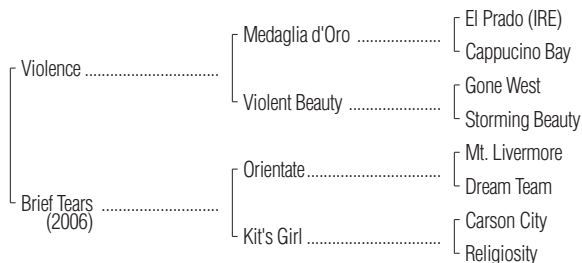 El Prado (IRE)
Medaglia d'Oro
Cappucino Bay
Violence
Gone West
Violent Beauty
Storming Beauty
Mt. Livermore
Orientate
Dream Team
Brief Tears
(2006)
Carson City
Kit's Girl
Religiosity